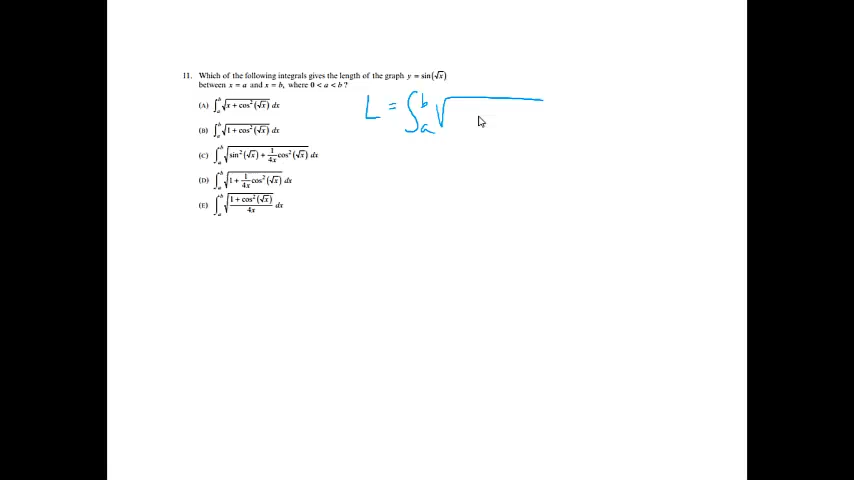 11. Which of the following integrals gives the length of the graph y = sin(√x)
between x = a and x = b, where 0 < a < b ?
(A) ∫ₐᵇ √(x + cos²(√x)) dx
(B) ∫ₐᵇ √(1 + cos²(√x)) dx
(C) ∫ₐᵇ √(sin²(√x) + 1/4x cos²(√x)) dx
(D) ∫ₐᵇ √(1 + 1/4x cos²(√x)) dx
(E) ∫ₐᵇ √((1 + cos²(√x))/4x) dx
L = ∫ₐᵇ √